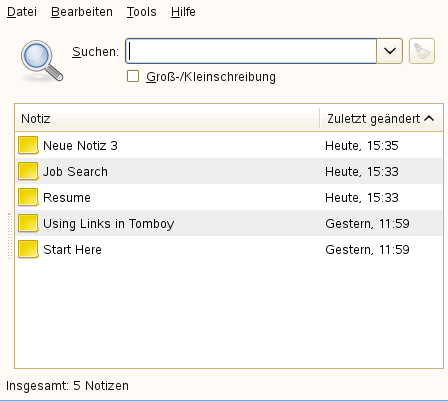 Datei Bearbeiten Tools Hilfe
Suchen:
Groß-/Kleinschreibung
Notiz Zuletzt geändert
Neue Notiz 3 Heute, 15:35
Job Search Heute, 15:33
Resume Heute, 15:33
Using Links in Tomboy Gestern, 11:59
Start Here Gestern, 11:59
Insgesamt: 5 Notizen